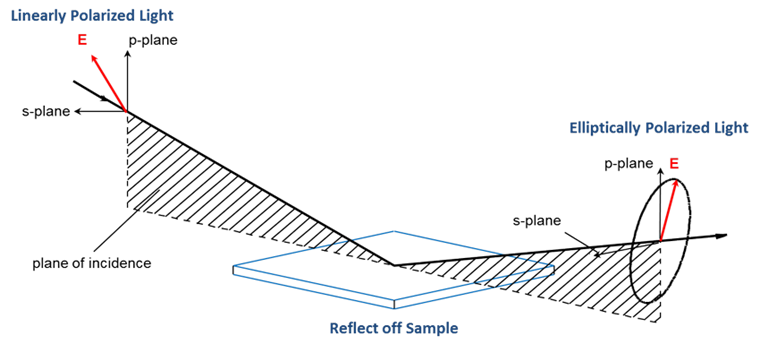 Linearly Polarized Light
E
p-plane
s-plane
plane of incidence
Elliptically Polarized Light
p-plane
E
s-plane
Reflect off Sample